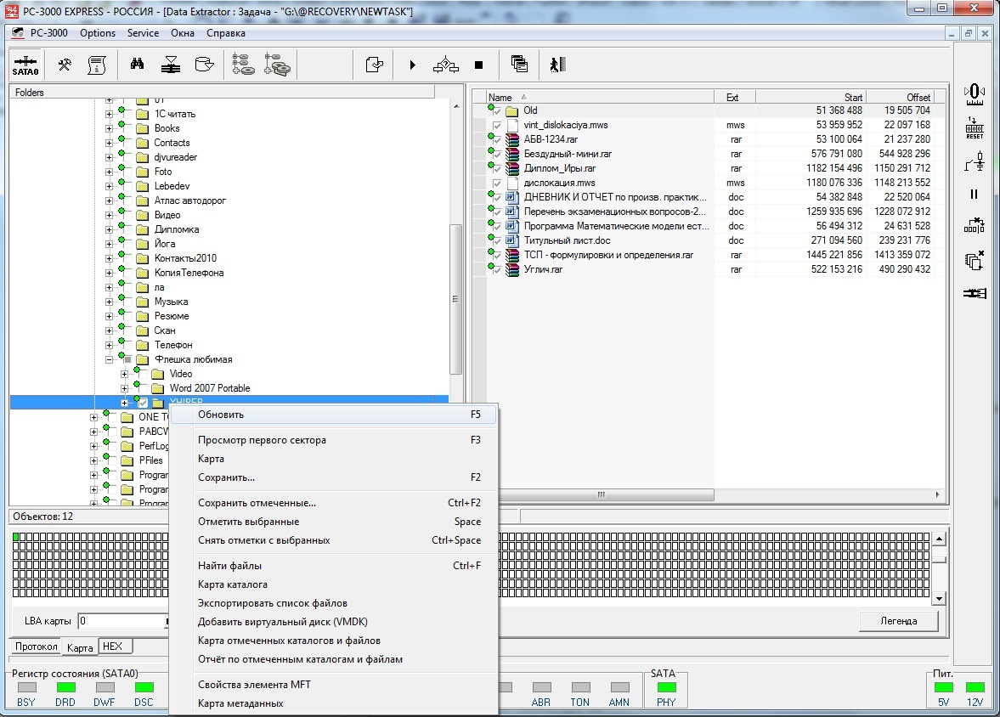 PC-3000 EXPRESS - РОССИЯ - [Data Extractor : Задача - "G:\@RECOVERY\NEWTASK"]
PC-3000 Options Service Окна Справка
SATA0
Folders
01
1С читать
Books
Contacts
djvureader
Foto
Lebedev
Атлас автодорог
Видео
Дипломка
Йога
Контакты2010
КопияТелефона
ла
Музыка
Резюме
Скан
Телефон
Флешка любимая
Video
Word 2007 Portable
ONE T
PABCW
PerfLog
PFiles
Program
Program
Program
Name Ext Start Offset
Old 51 368 488 19 505 704
vint_dislokaciya.mws mws 53 959 952 22 097 168
АБВ-1234.rar rar 53 100 064 21 237 280
Бездудный- мини.rar rar 576 791 080 544 928 296
Диплом_Иры.rar rar 1182 154 496 1150 291 712
дислокация.mws mws 1180 076 336 1148 213 552
ДНЕВНИК И ОТЧЕТ по произв. практик... doc 54 382 848 22 520 064
Перечень экзаменационных вопросов-2... doc 1259 935 696 1228 072 912
Программа Математические модели ест... doc 56 494 312 24 631 528
Титульный лист.doc doc 271 094 560 239 231 776
ТСП - формулировки и определения.rar rar 1445 221 856 1413 359 072
Углич.rar rar 522 153 216 490 290 432
0
RESET
Обновить F5
Просмотр первого сектора F3
Карта
Сохранить... F2
Сохранить отмеченные... Ctrl+F2
Отметить выбранные Space
Снять отметки с выбранных Ctrl+Space
Найти файлы Ctrl+F
Карта каталога
Экспортировать список файлов
Добавить виртуальный диск (VMDK)
Карта отмеченных каталогов и файлов
Отчёт по отмеченным каталогам и файлам
Свойства элемента MFT
Карта метаданных
Объектов: 12
LBA карты 0
Легенда
Протокол Карта HEX
Регистр состояния (SATA0)
BSY DRD DWF DSC
ABR TON AMN
SATA
PHY
Пит.
5V 12V